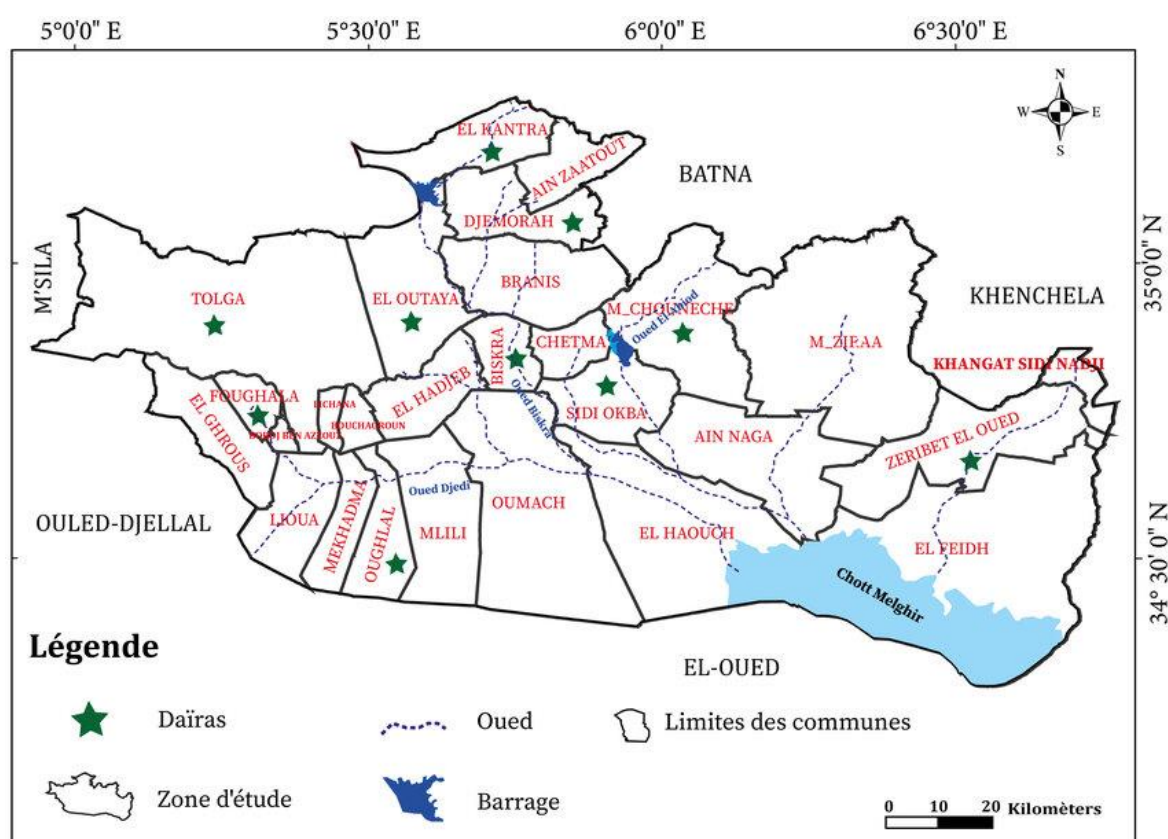 5°0'0" E
5°30'0" E
6°0'0" E
6°30'0" E
N
W
E
S
EL KANTRA
AIN ZAATOUT
BATNA
DJEMORAH
35°0'0" N
M'SILA
BRANIS
KHENCHELA
TOLGA
EL OUTAYA
M_CHOUNECHE
Oued El-Abiod
CHETMA
M_ZIRAA
BISKRA
KHANGAT SIDI NADJI
EL HADJEB
FOUGHALA
LICHANA
Oued Biskra
SIDI OKBA
EL GHROUS
BOUCHAGROUN
BORDJ BEN AZZOUZ
AIN NAGA
ZERIBET EL OUED
Oued Djedi
OUMACH
OULED-DJELLAL
LIOUA
MEKHADMA
OUGHLAL
MLILI
EL HAOUCH
EL FEIDH
34° 30' 0" N
Chott Melghir
Légende
EL-OUED
Daïras
Oued
Limites des communes
Zone d'étude
Barrage
0 10 20 Kilomèters